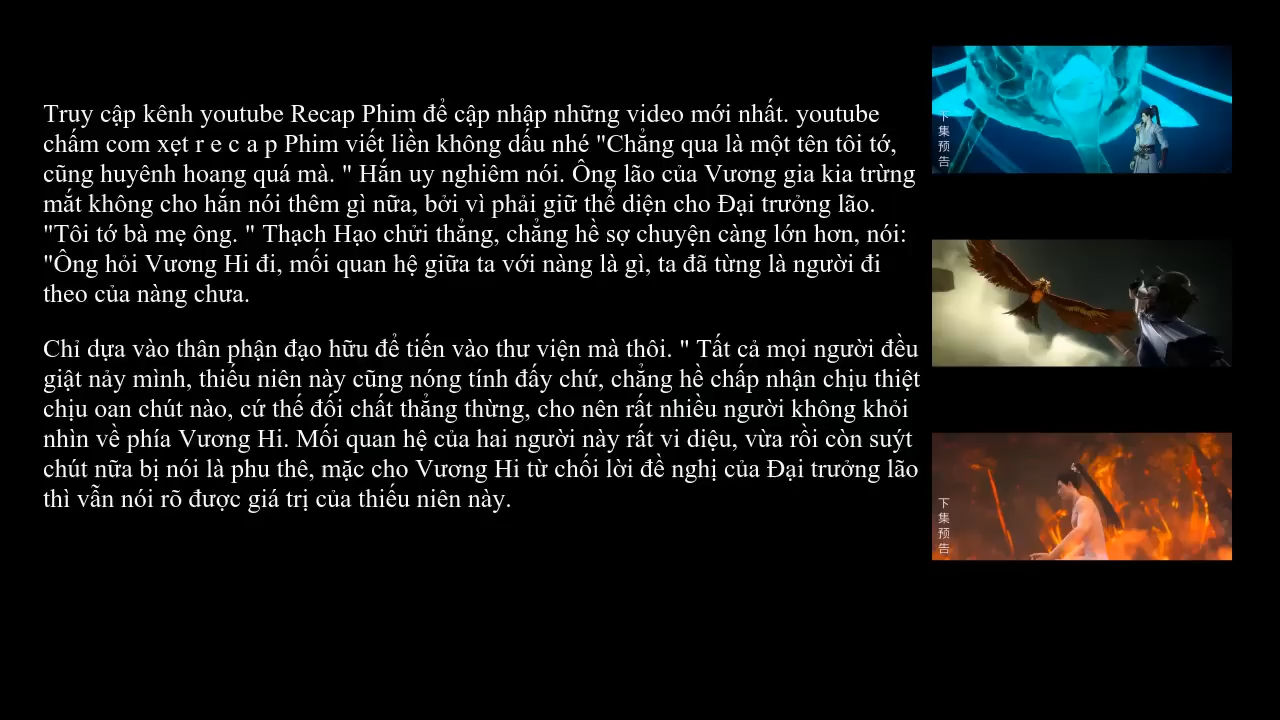 Truy cập kênh youtube Recap Phim để cập nhập những video mới nhất. youtube
chấm com xẹt r e c a p Phim viết liền không dấu nhé "Chẳng qua là một tên tôi tớ,
cũng huyênh hoang quá mà. " Hắn uy nghiêm nói. Ông lão của Vương gia kia trừng
mắt không cho hắn nói thêm gì nữa, bởi vì phải giữ thể diện cho Đại trưởng lão.
"Tôi tớ bà mẹ ông. " Thạch Hạo chửi thẳng, chẳng hề sợ chuyện càng lớn hơn, nói:
"Ông hỏi Vương Hi đi, mối quan hệ giữa ta với nàng là gì, ta đã từng là người đi
theo của nàng chưa.
Chỉ dựa vào thân phận đạo hữu để tiến vào thư viện mà thôi. " Tất cả mọi người đều
giật nảy mình, thiếu niên này cũng nóng tính đấy chứ, chẳng hề chấp nhận chịu thiệt
chịu oan chút nào, cứ thế đối chất thẳng thừng, cho nên rất nhiều người không khỏi
nhìn về phía Vương Hi. Mối quan hệ của hai người này rất vi diệu, vừa rồi còn suýt
chút nữa bị nói là phu thê, mặc cho Vương Hi từ chối lời đề nghị của Đại trưởng lão
thì vẫn nói rõ được giá trị của thiếu niên này.
下集预告
下集预告